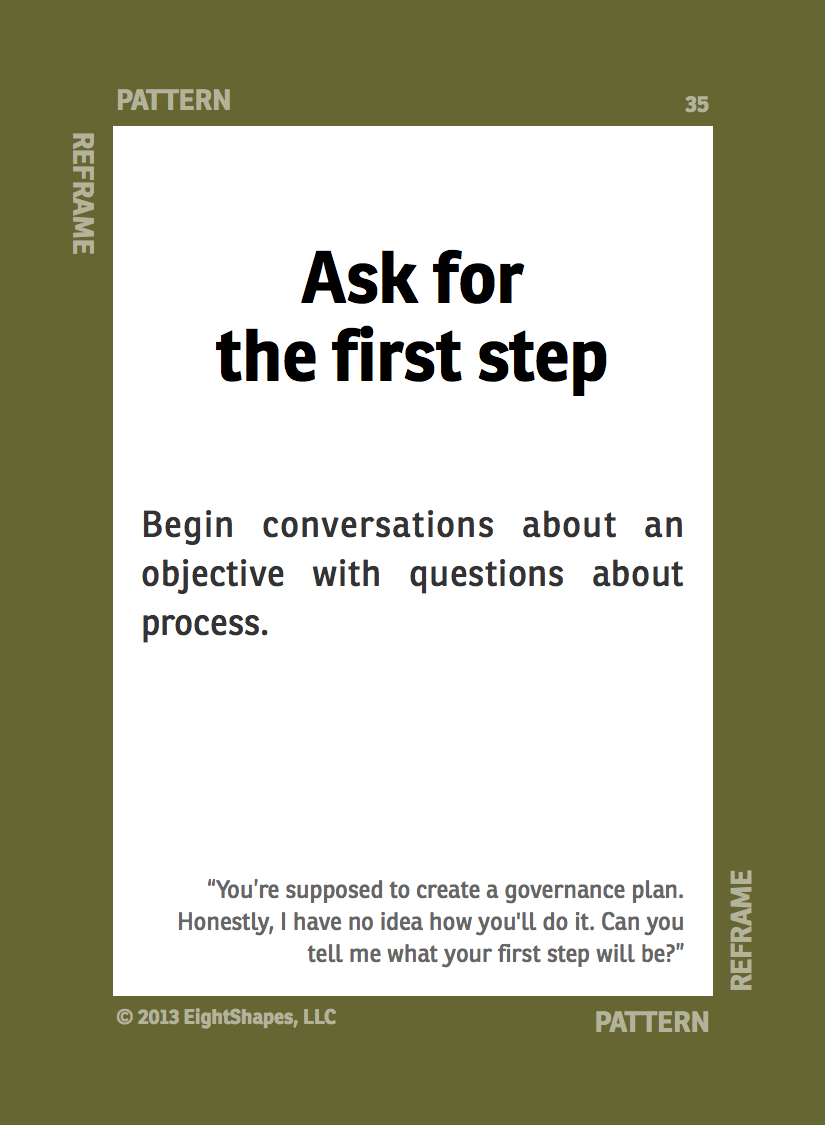 PATTERN
35
REFRAME
Ask for
the first step
Begin conversations about an
objective with questions about
process.
“You’re supposed to create a governance plan.
Honestly, I have no idea how you'll do it. Can you
tell me what your first step will be?”
REFRAME
© 2013 EightShapes, LLC
PATTERN